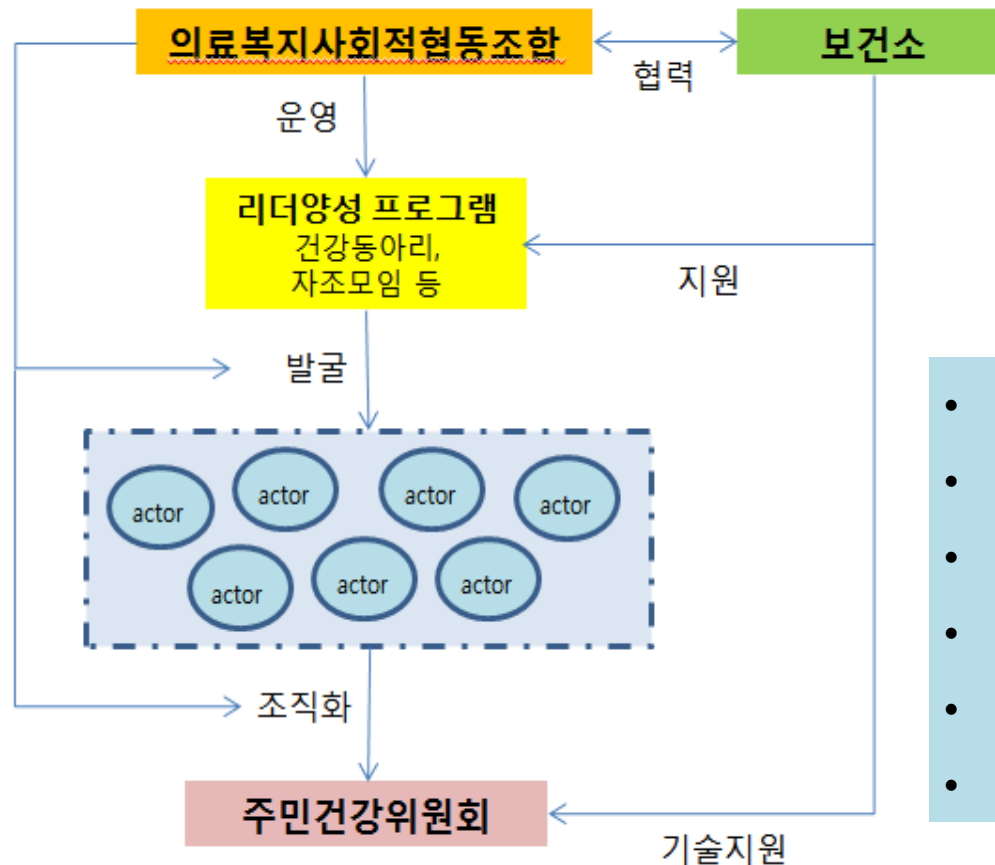 의료복지사회적협동조합
보건소
협력
운영
리더양성 프로그램
건강동아리,
자조모임 등
지원
발굴
actor
actor
actor
actor
actor
actor
actor
조직화
주민건강위원회
기술지원